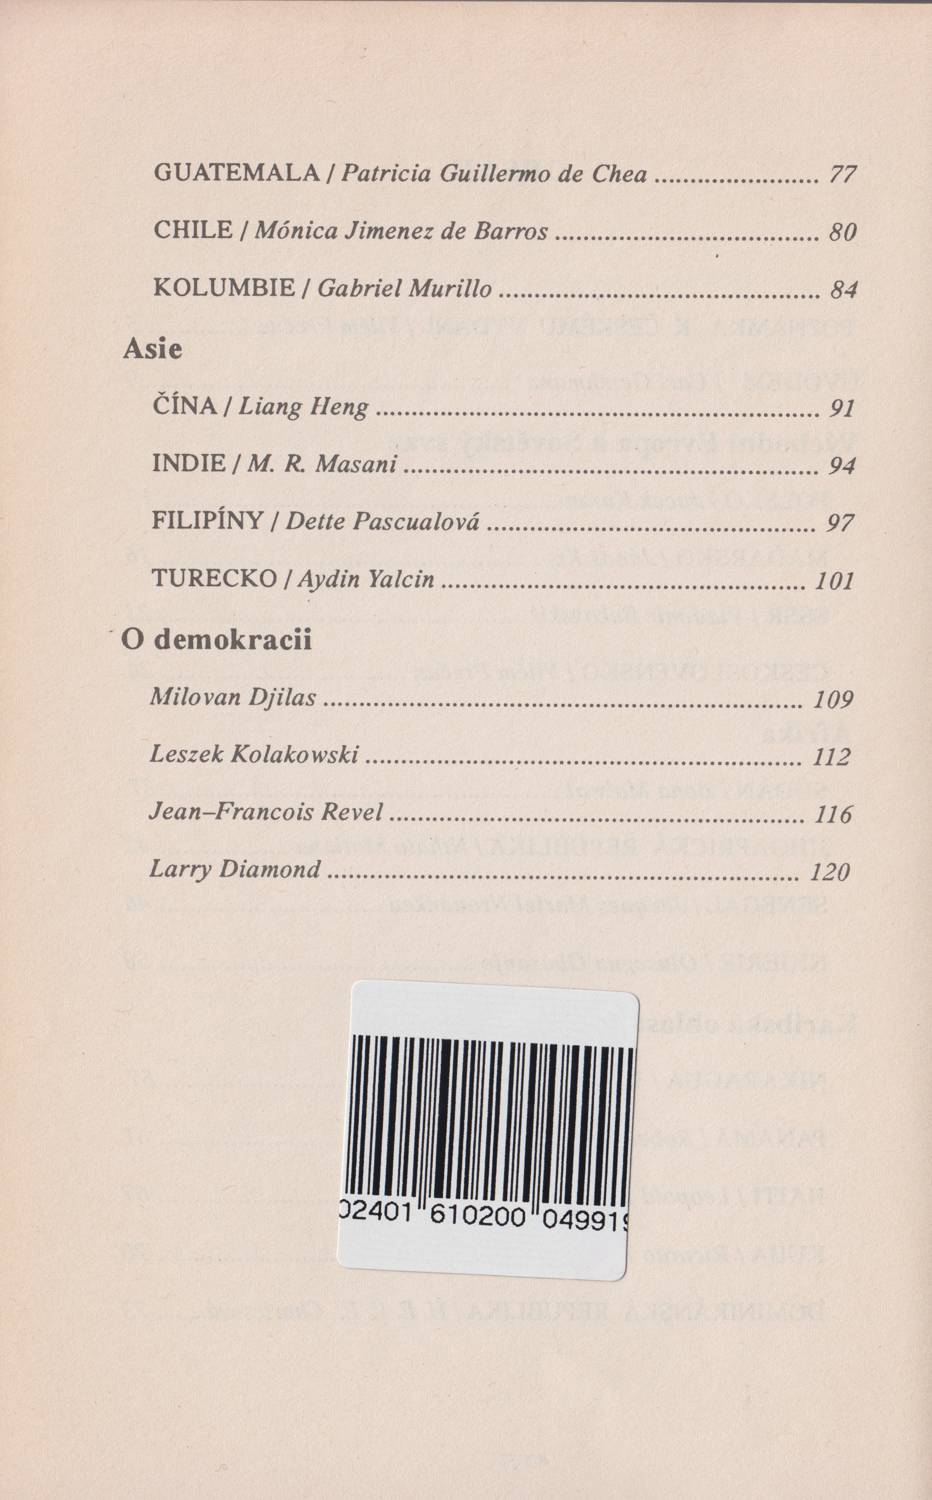 GUATEMALA / Patricia Guillermo de Chea ....................... 77
CHILE / Mónica Jimenez de Barros ..................................... 80
KOLUMBIE / Gabriel Murillo ............................................. 84
Asie
ČÍNA / Liang Heng .............................................................. 91
INDIE / M. R. Masani .......................................................... 94
FILIPÍNY / Dette Pascualová .............................................. 97
TURECKO / Aydin Yalcin ................................................... 101
O demokracii
Milovan Djilas ................................................................... 109
Leszek Kolakowski ............................................................. 112
Jean–Francois Revel .......................................................... 116
Larry Diamond .................................................................. 120
02401 610200 04991